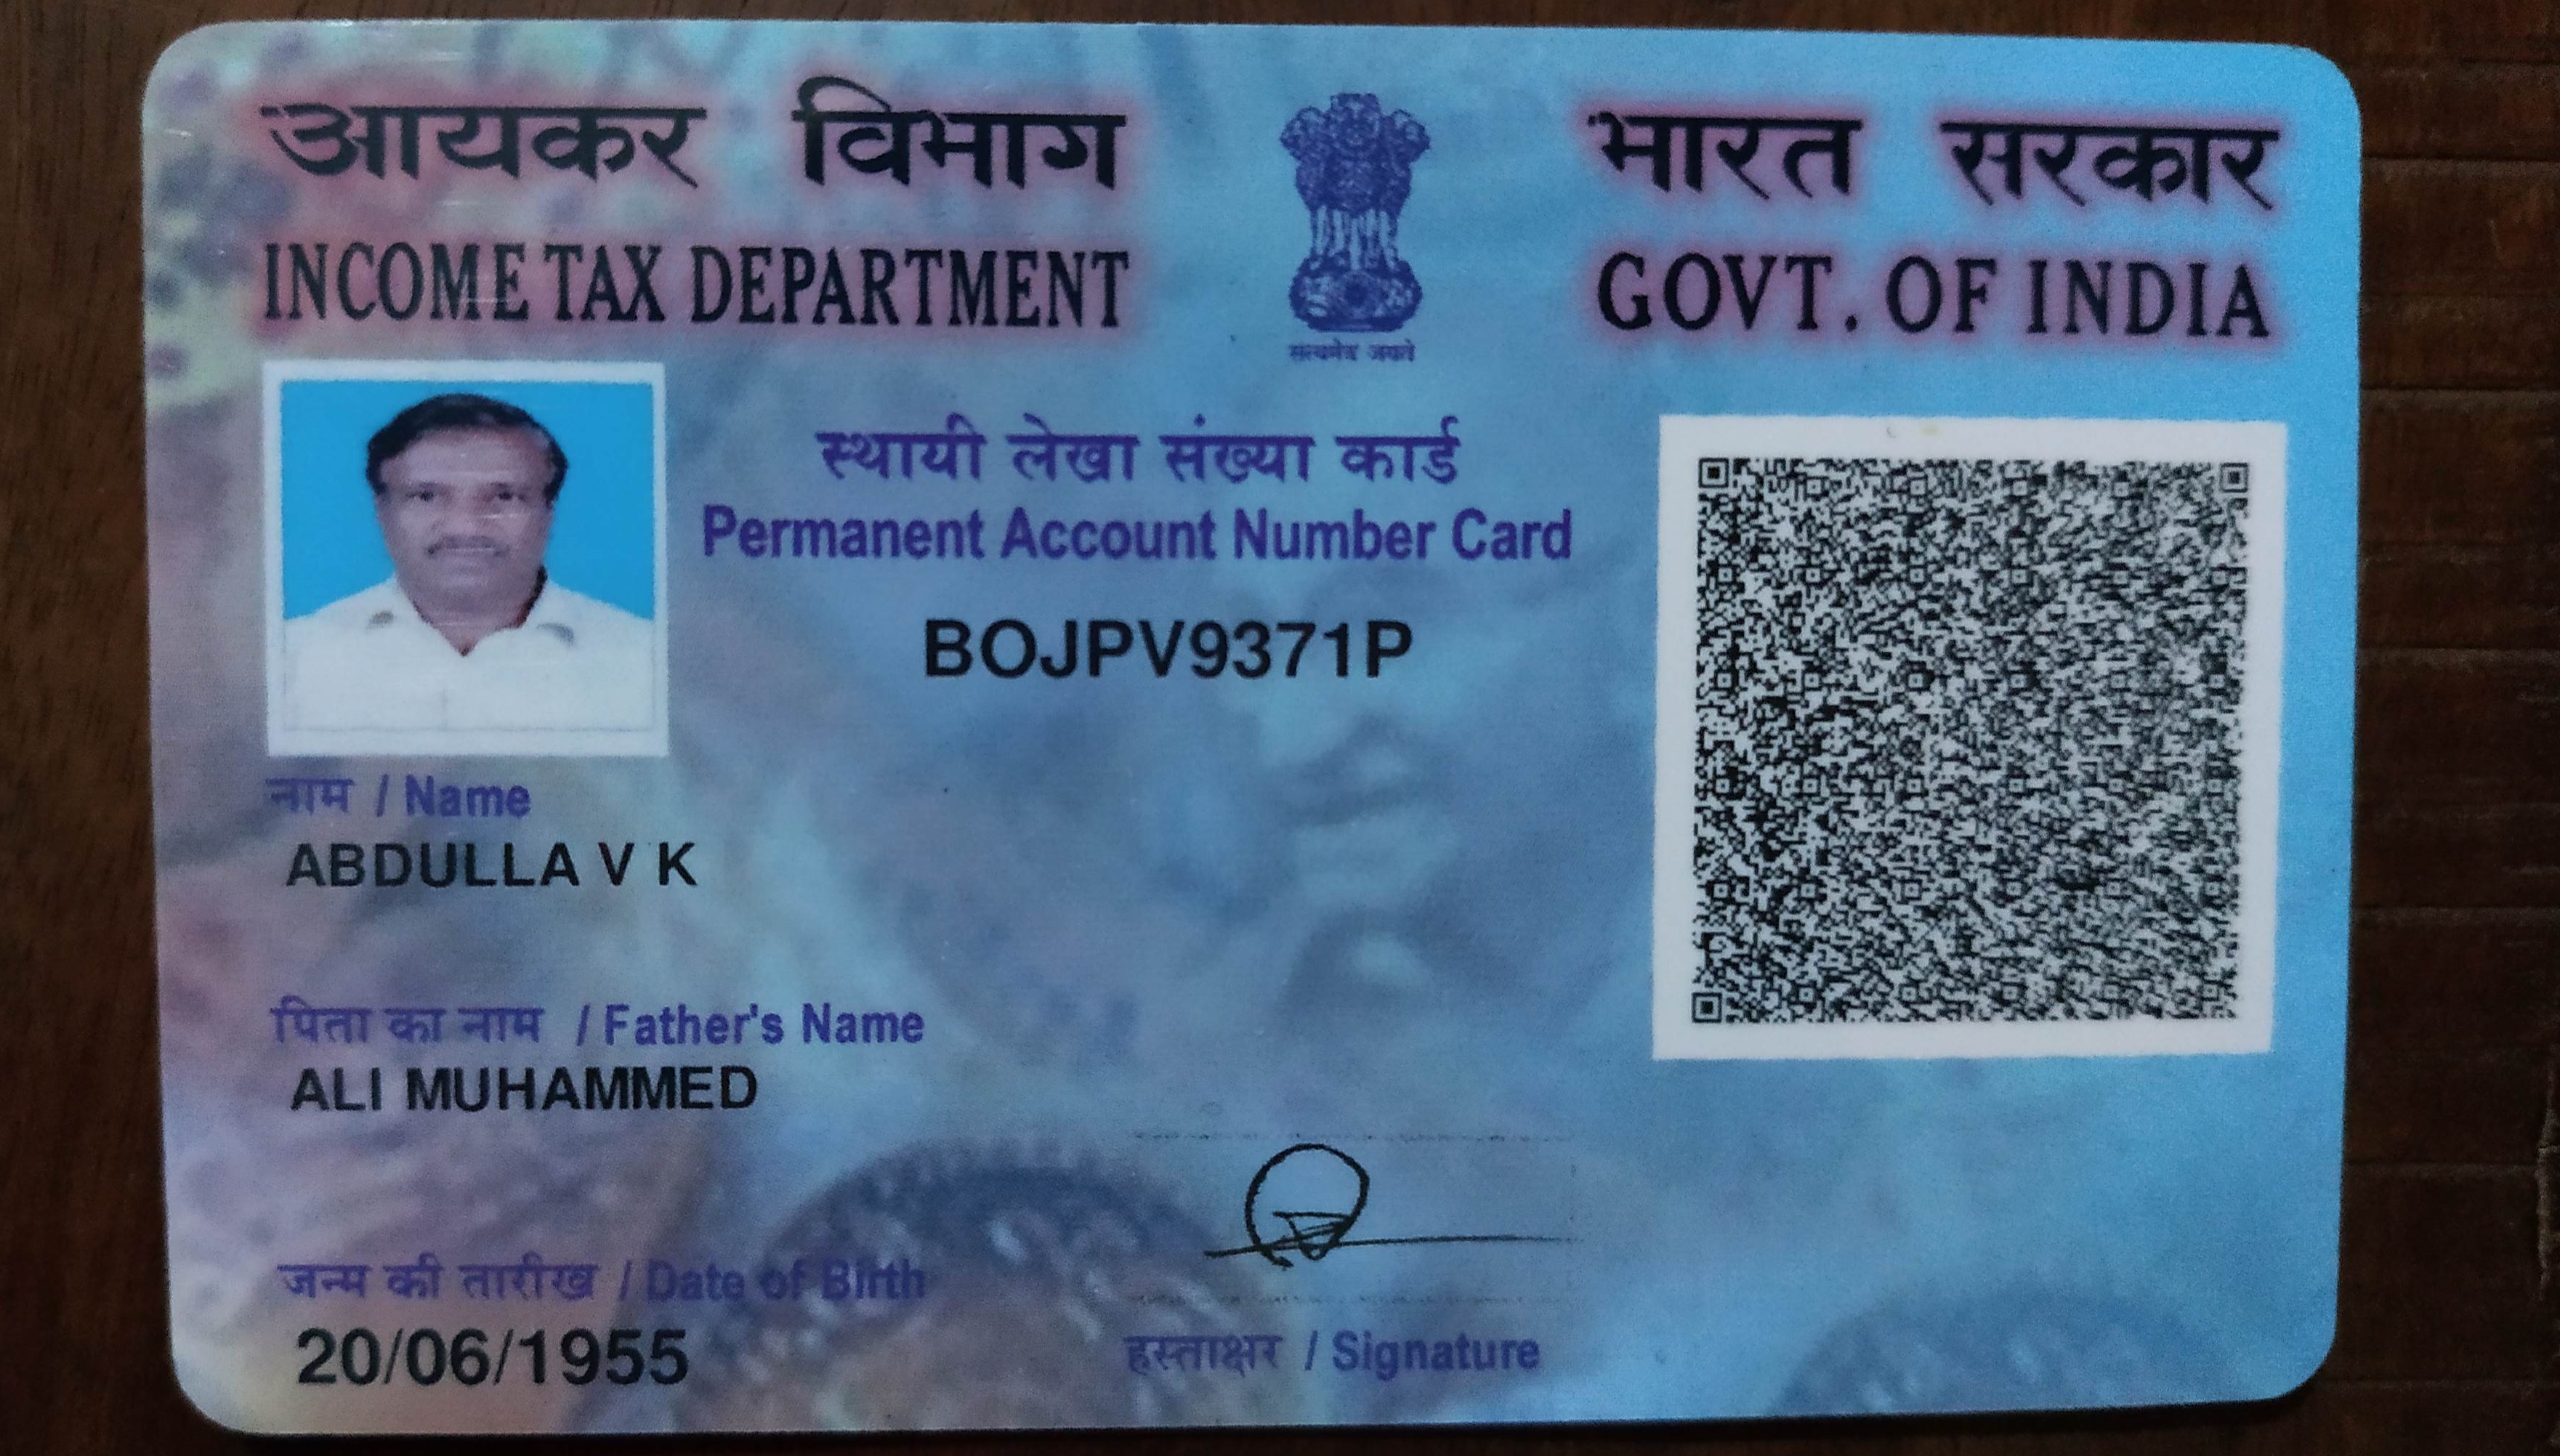 आयकर विभाग
INCOME TAX DEPARTMENT
सत्यमेव जयते
भारत सरकार
GOVT. OF INDIA
स्थायी लेखा संख्या कार्ड
Permanent Account Number Card
BOJPV9371P
नाम / Name
ABDULLA V K
पिता का नाम / Father's Name
ALI MUHAMMED
जन्म की तारीख / Date of Birth
20/06/1955
हस्ताक्षर / Signature